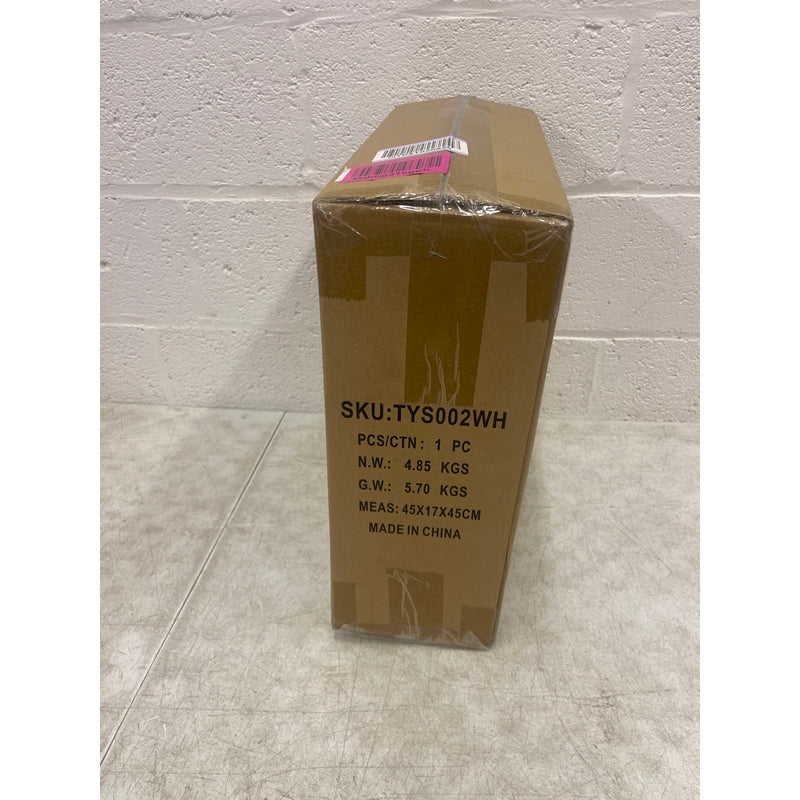 SKU:TYS002WH
PCS/CTN: 1 PC
N.W.: 4.85 KGS
G.W.: 5.70 KGS
MEAS: 45X17X45CM
MADE IN CHINA